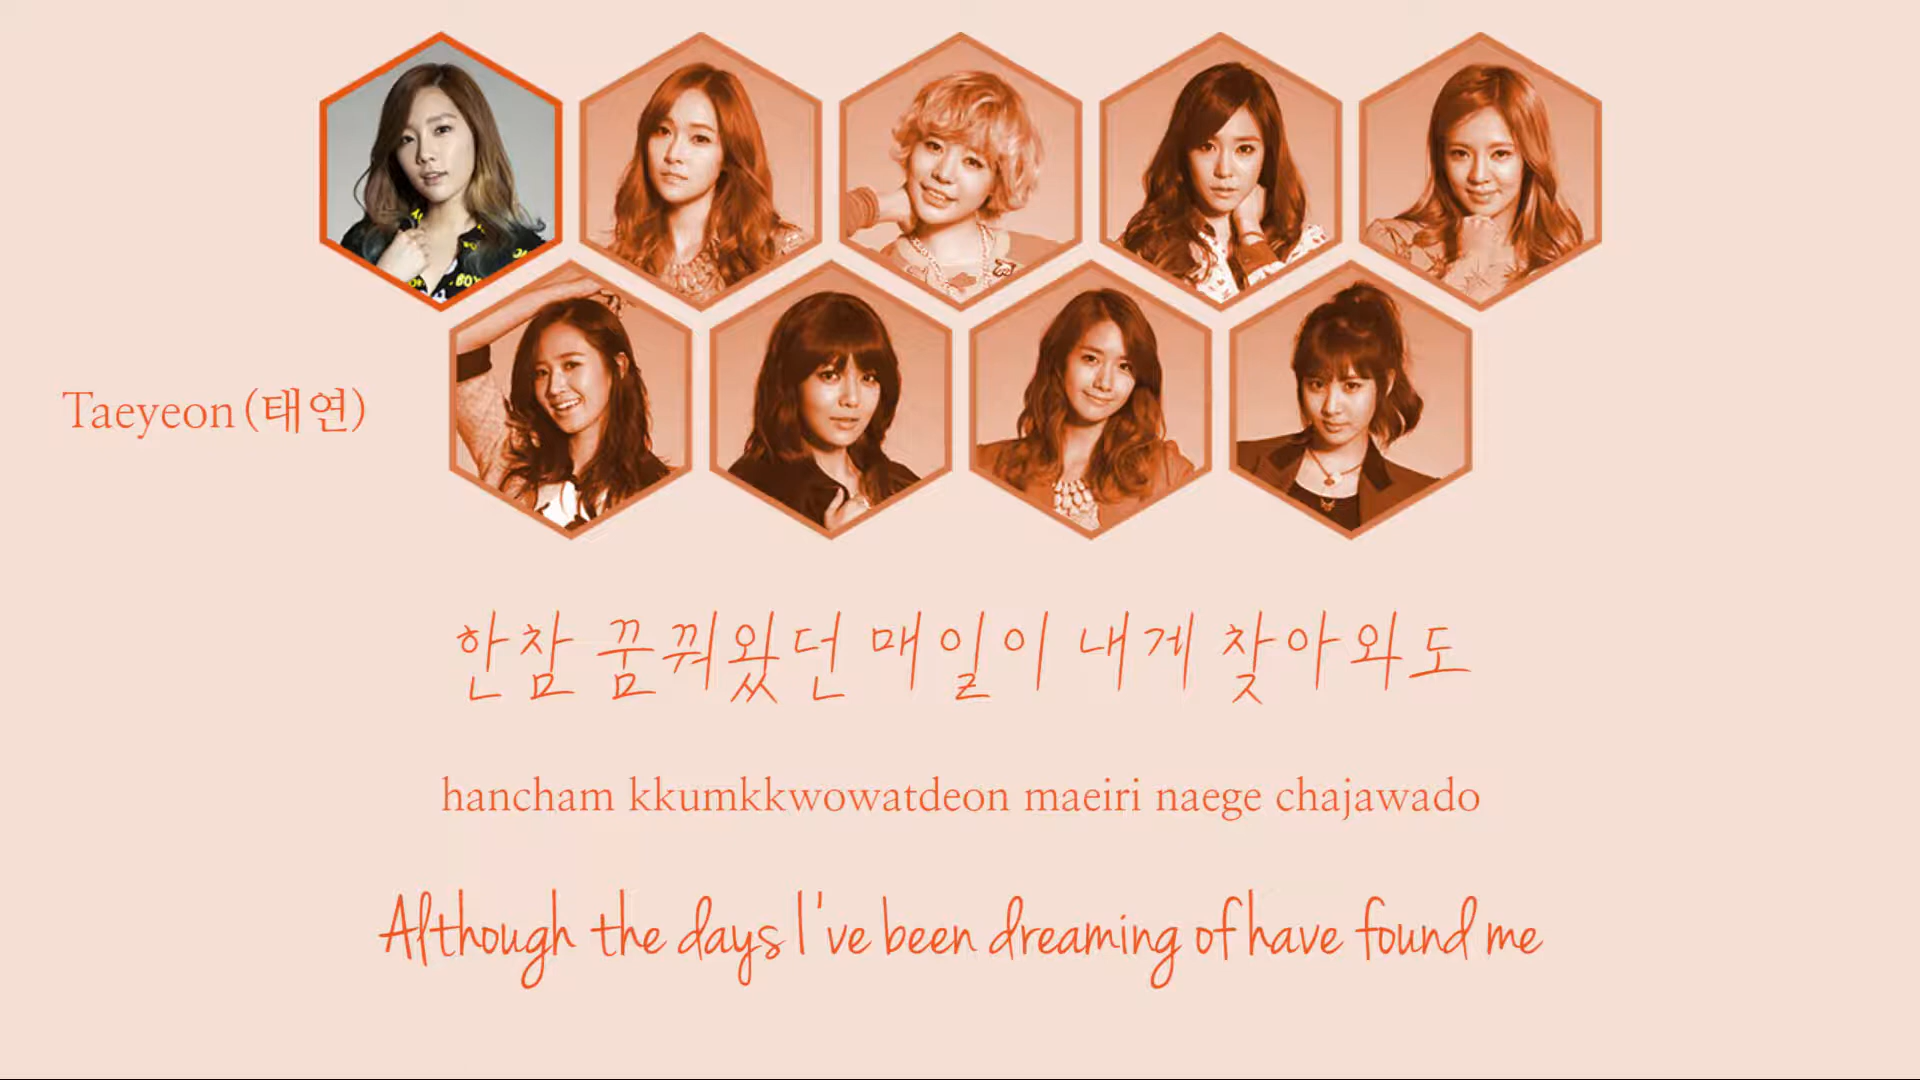 Taeyeon(태연)
한참 꿈꿔왔던 매일이 내게 찾아와도
hancham kkumkkwowatdeon maeiri naege chajawado
Although the days I've been dreaming of have found me